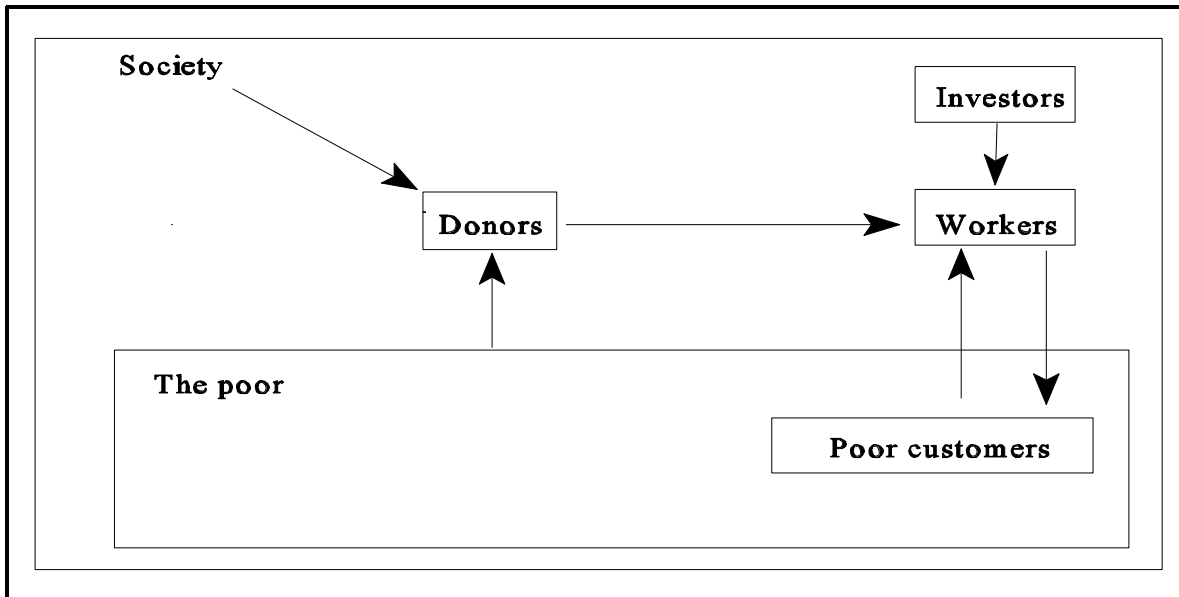 Society
Investors
Donors
Workers
The poor
Poor customers